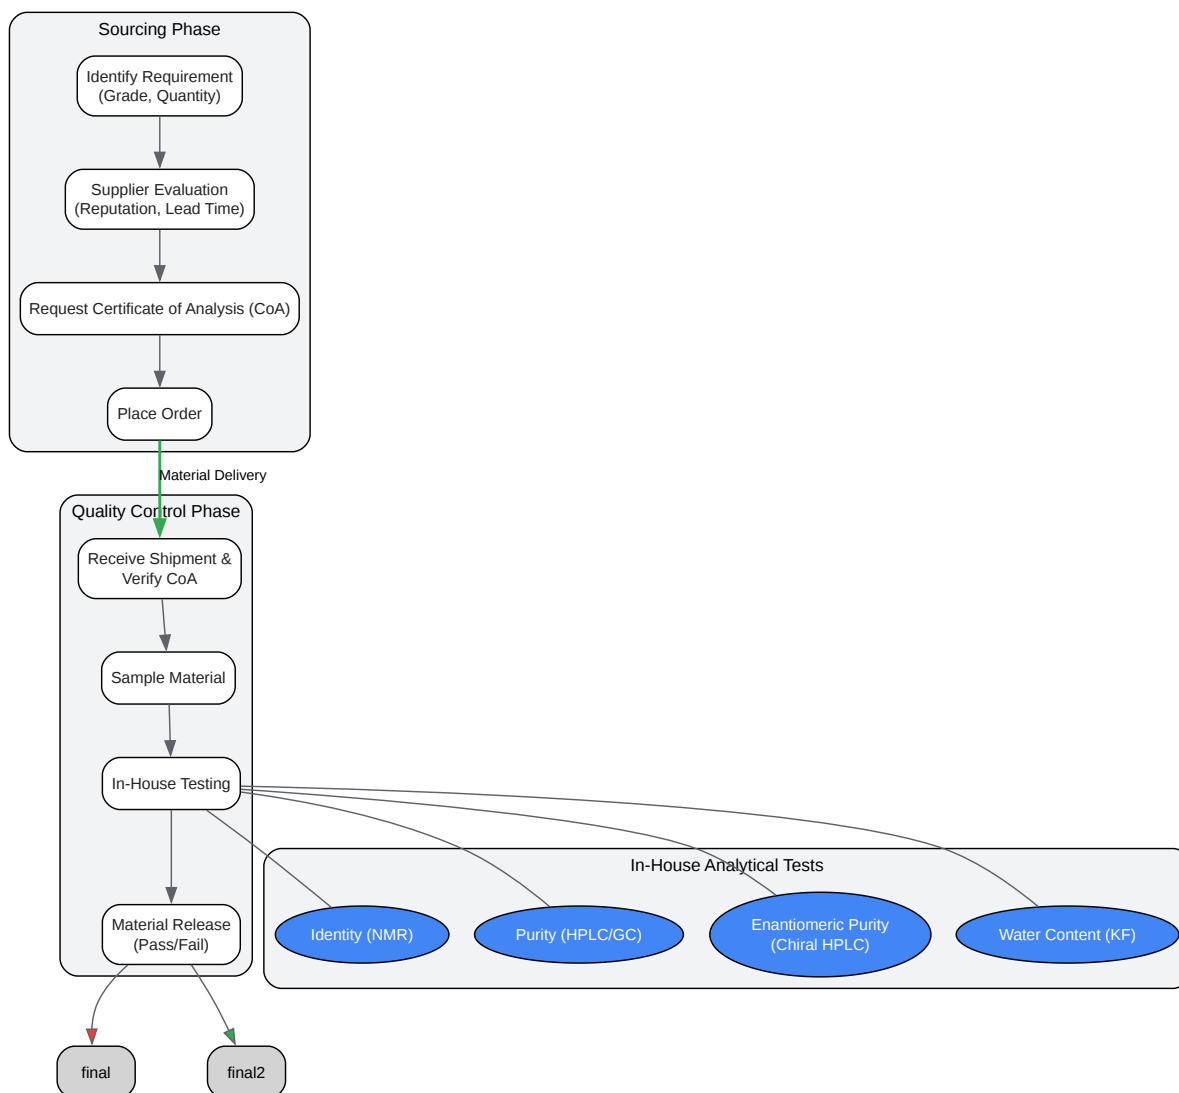 Sourcing Phase
Identify Requirement
(Grade, Quantity)
Supplier Evaluation
(Reputation, Lead Time)
Request Certificate of Analysis (CoA)
Place Order
Material Delivery
Quality Control Phase
Receive Shipment &
Verify CoA
Sample Material
In-House Testing
In-House Analytical Tests
Material Release
(Pass/Fail)
Identity (NMR)
Purity (HPLC/GC)
Enantiomeric Purity
(Chiral HPLC)
Water Content (KF)
final
final2